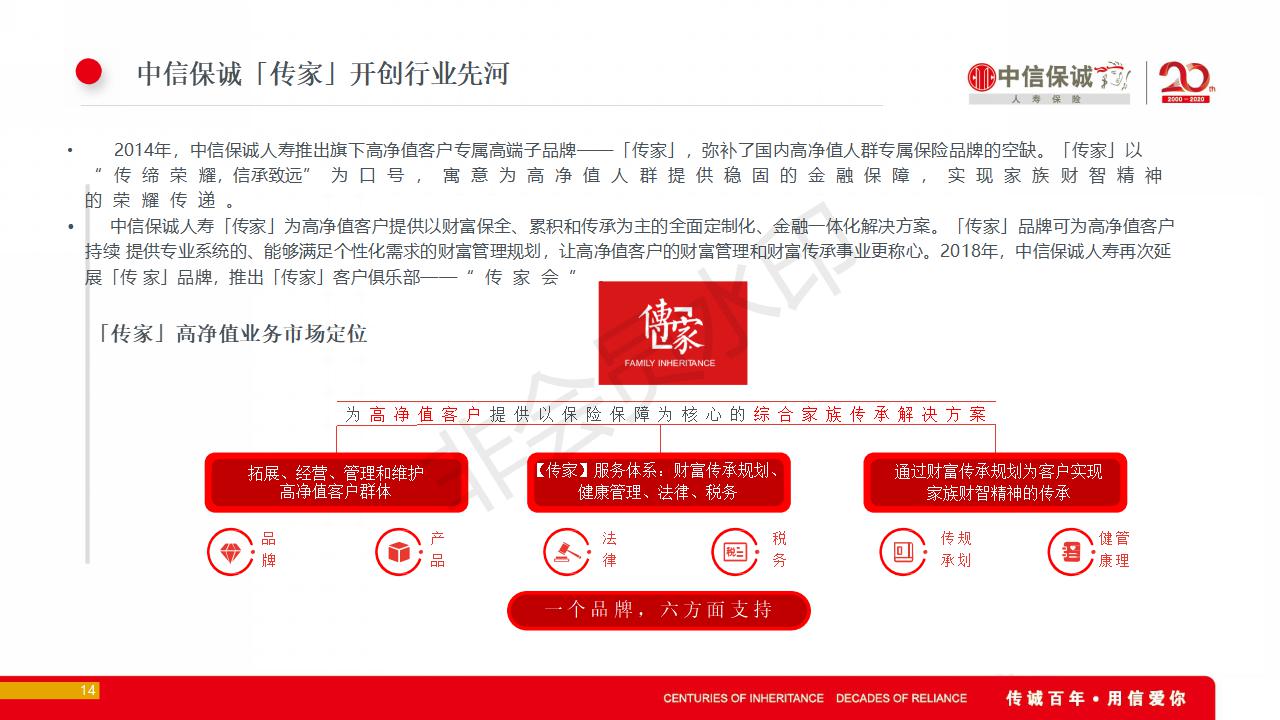 中信保诚「传家」开创行业先河
中信保诚
人寿保险
20th
2000-2020
• 2014年，中信保诚人寿推出旗下高净值客户专属高端子品牌——「传家」，弥补了国内高净值人群专属保险品牌的空缺。「传家」以
“传缔荣耀，信承致远”为口号，寓意为高净值人群提供稳固的金融保障，实现家族财智精神
的荣耀传递。
• 中信保诚人寿「传家」为高净值客户提供以财富保全、累积和传承为主的全面定制化、金融一体化解决方案。「传家」品牌可为高净值客户
持续 提供专业系统的、能够满足个性化需求的财富管理规划，让高净值客户的财富管理和财富传承事业更称心。2018年，中信保诚人寿再次延
展「传 家」品牌，推出「传家」客户俱乐部——“传家会“
傳家
FAMILY INHERITANCE
「传家」高净值业务市场定位
为高净值客户提供以保险保障为核心的综合家族传承解决方案
拓展、经营、管理和维护
高净值客户群体
【传家】服务体系：财富传承规划、
健康管理、法律、税务
通过财富传承规划为客户实现
家族财智精神的传承
品
牌
产
品
法
律
税
税
务
传规
承划
健管
康理
一个品牌，六方面支持
非会员水印
14
CENTURIES OF INHERITANCE DECADES OF RELIANCE
传诚百年•用信爱你